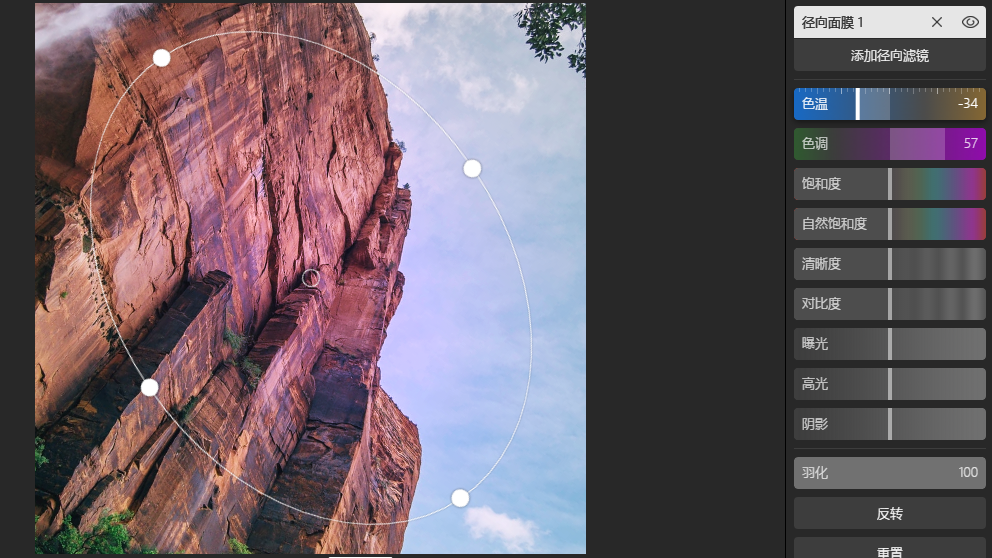 径向面膜 1
添加径向滤镜
色温 -34
色调 57
饱和度
自然饱和度
清晰度
对比度
曝光
高光
阴影
羽化 100
反转
重置